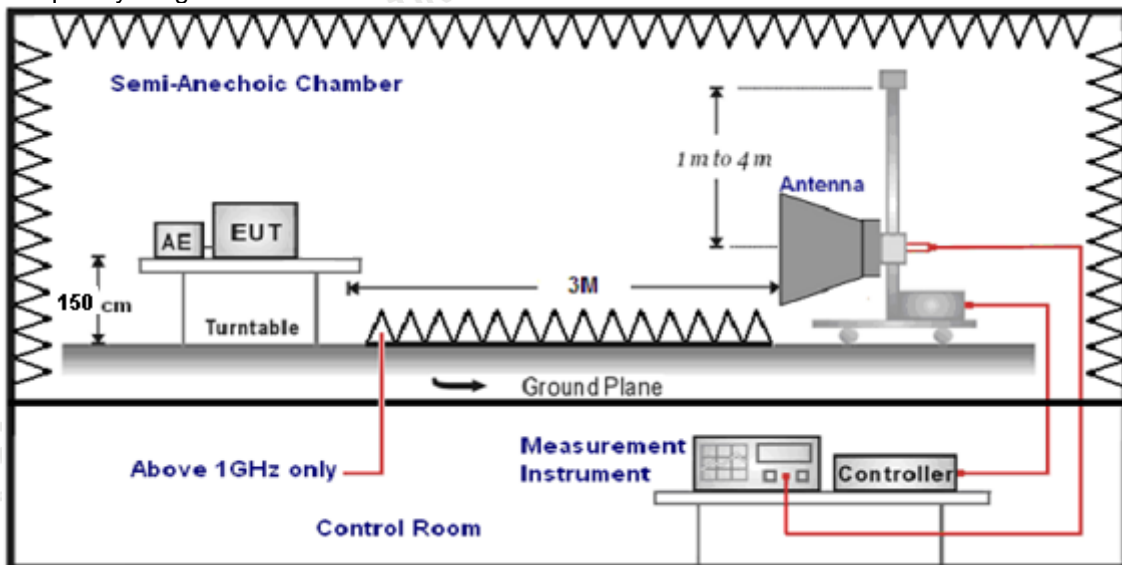 Semi-Anechoic Chamber
1 m to 4 m
Antenna
AE
EUT
150 cm
3M
Turntable
Ground Plane
Above 1GHz only
Measurement
Instrument
Controller
Control Room